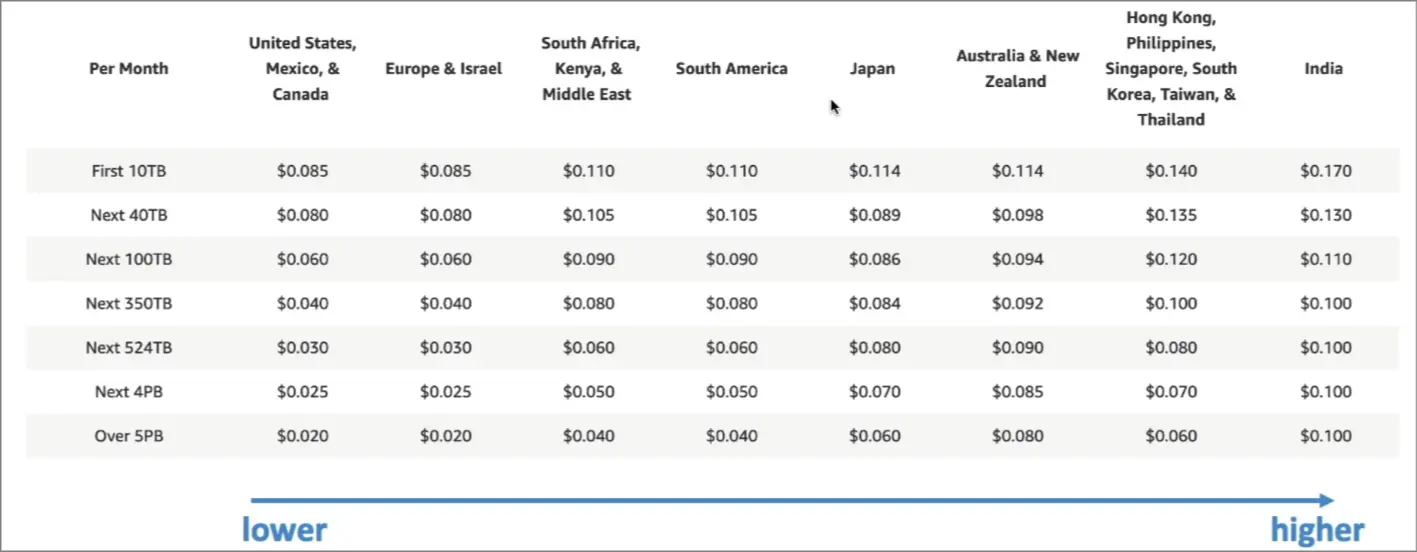 Per Month
United States,
Mexico, &
Canada
Europe & Israel
South Africa,
Kenya, &
Middle East
South America
Japan
Australia & New
Zealand
Hong Kong,
Philippines,
Singapore, South
Korea, Taiwan, &
Thailand
India
First 10TB $0.085 $0.085 $0.110 $0.110 $0.114 $0.114 $0.140 $0.170
Next 40TB $0.080 $0.080 $0.105 $0.105 $0.089 $0.098 $0.135 $0.130
Next 100TB $0.060 $0.060 $0.090 $0.090 $0.086 $0.094 $0.120 $0.110
Next 350TB $0.040 $0.040 $0.080 $0.080 $0.084 $0.092 $0.100 $0.100
Next 524TB $0.030 $0.030 $0.060 $0.060 $0.080 $0.090 $0.080 $0.100
Next 4PB $0.025 $0.025 $0.050 $0.050 $0.070 $0.085 $0.070 $0.100
Over 5PB $0.020 $0.020 $0.040 $0.040 $0.060 $0.080 $0.060 $0.100
lower higher